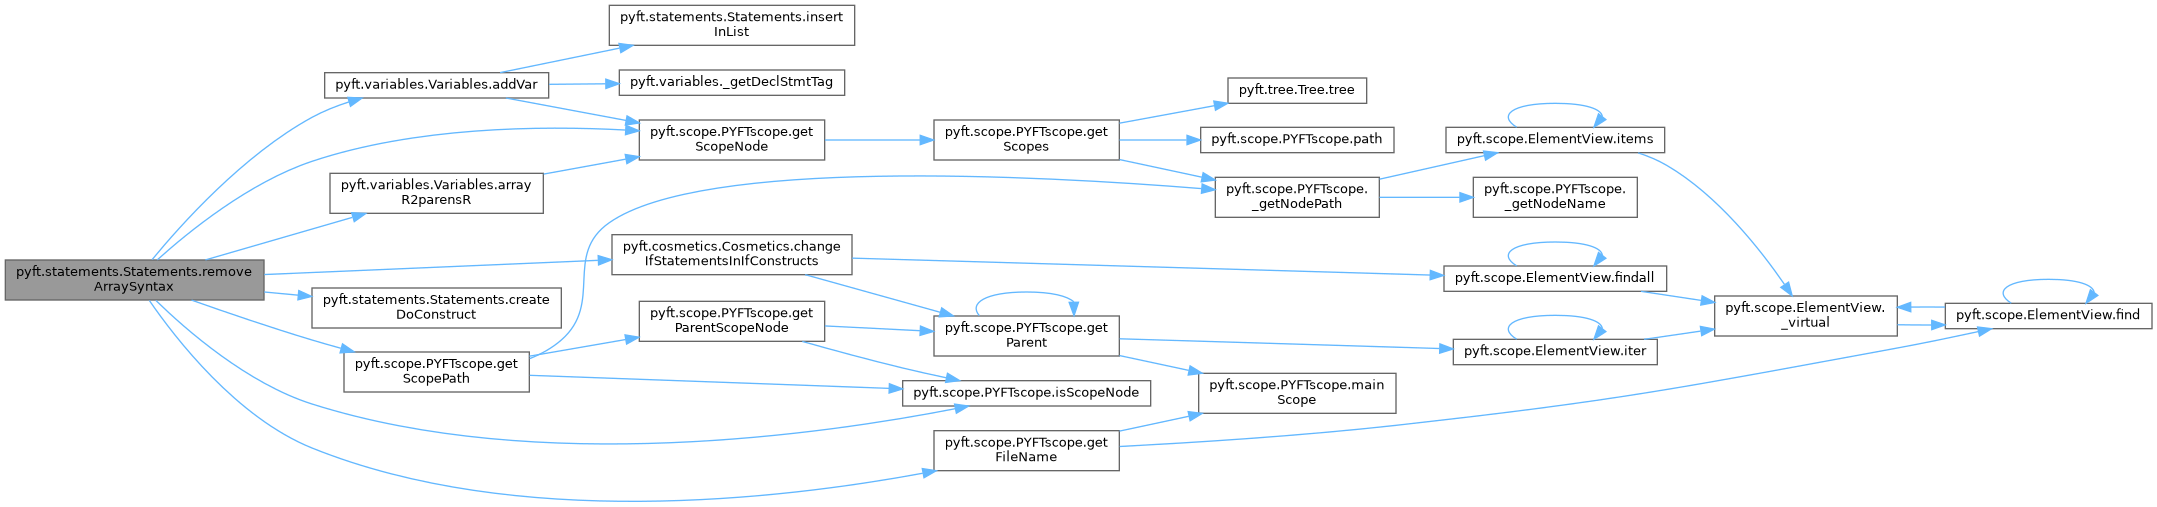 pyft.statements.Statements.remove
ArraySyntax
pyft.variables.Variables.addVar
pyft.variables.Variables.array
R2parensR
pyft.statements.Statements.create
DoConstruct
pyft.scope.PYFTscope.get
ScopePath
pyft.statements.Statements.insert
InList
pyft.variables._getDeclStmtTag
pyft.scope.PYFTscope.get
ScopeNode
pyft.cosmetics.Cosmetics.change
IfStatementsInIfConstructs
pyft.scope.PYFTscope.get
ParentScopeNode
pyft.scope.PYFTscope.get
Scopes
pyft.scope.PYFTscope.get
Parent
pyft.scope.PYFTscope.isScopeNode
pyft.scope.PYFTscope.get
FileName
pyft.tree.Tree.tree
pyft.scope.PYFTscope.path
pyft.scope.PYFTscope.
_getNodePath
pyft.scope.PYFTscope.main
Scope
pyft.scope.ElementView.items
pyft.scope.PYFTscope.
_getNodeName
pyft.scope.ElementView.findall
pyft.scope.ElementView.iter
pyft.scope.ElementView.
_virtual
pyft.scope.ElementView.find